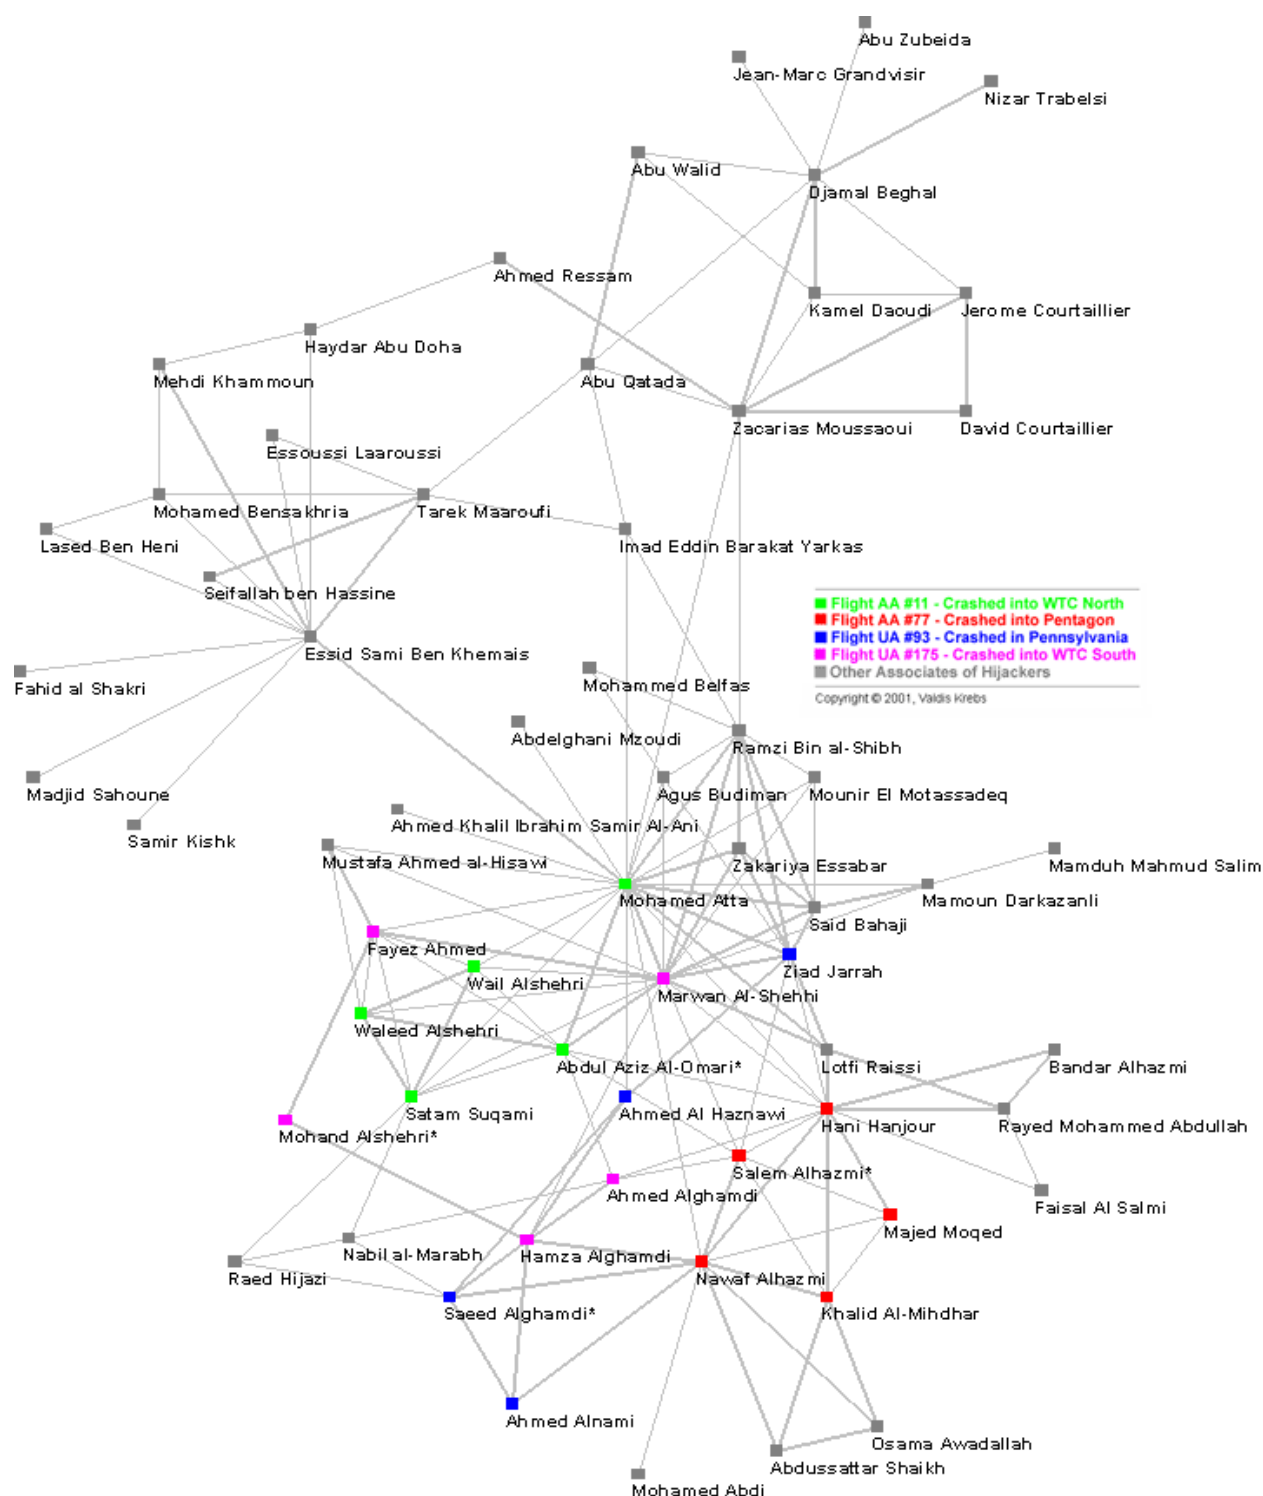 Abu Zubeida
Jean-Marc Grandvisir
Nizar Trabelsi
Abu Walid
Djamal Beghal
Ahmed Ressam
Kamel Daoudi
Jerome Courtaillier
Haydar Abu Doha
Mehdi Khammoun
Abu Qatada
Zacarias Moussaoui
David Courtaillier
Essoussi Laaroussi
Mohamed Bensakhria
Tarek Maaroufi
Lased Ben Heni
Imad Eddin Barakat Yarkas
Seifallah ben Hassine
Flight AA #11 - Crashed into WTC North
Flight AA #77 - Crashed into Pentagon
Flight UA #93 - Crashed in Pennsylvania
Flight UA #175 - Crashed into WTC South
Other Associates of Hijackers
Copyright © 2001, Valdis Krebs
Essid Sami Ben Khemais
Fahid al Shakri
Mohammed Belfas
Abdelghani Mzoudi
Ramzi Bin al-Shibh
Madjid Sahoune
Agus Budiman
Mounir El Motassadeq
Samir Kishk
Ahmed Khalil Ibrahim Samir Al-Ani
Mustafa Ahmed al-Hisawi
Zakariya Essabar
Mamduh Mahmud Salim
Mohamed Atta
Mamoun Darkazanli
Said Bahaji
Fayez Ahmed
Wail Alshehri
Ziad Jarrah
Marwan Al-Shehhi
Waleed Alshehri
Abdul Aziz Al-Omari*
Lotfi Raissi
Bandar Alhazmi
Satam Suqami
Ahmed Al Haznawi
Hani Hanjour
Rayed Mohammed Abdullah
Mohand Alshehri*
Salem Alhazmi*
Ahmed Alghamdi
Faisal Al Salmi
Majed Moqed
Nabil al-Marabh
Hamza Alghamdi
Raed Hijazi
Nawaf Alhazmi
Saeed Alghamdi*
Khalid Al-Mihdhar
Ahmed Alnami
Osama Awadallah
Abdussattar Shaikh
Mohamed Abdi